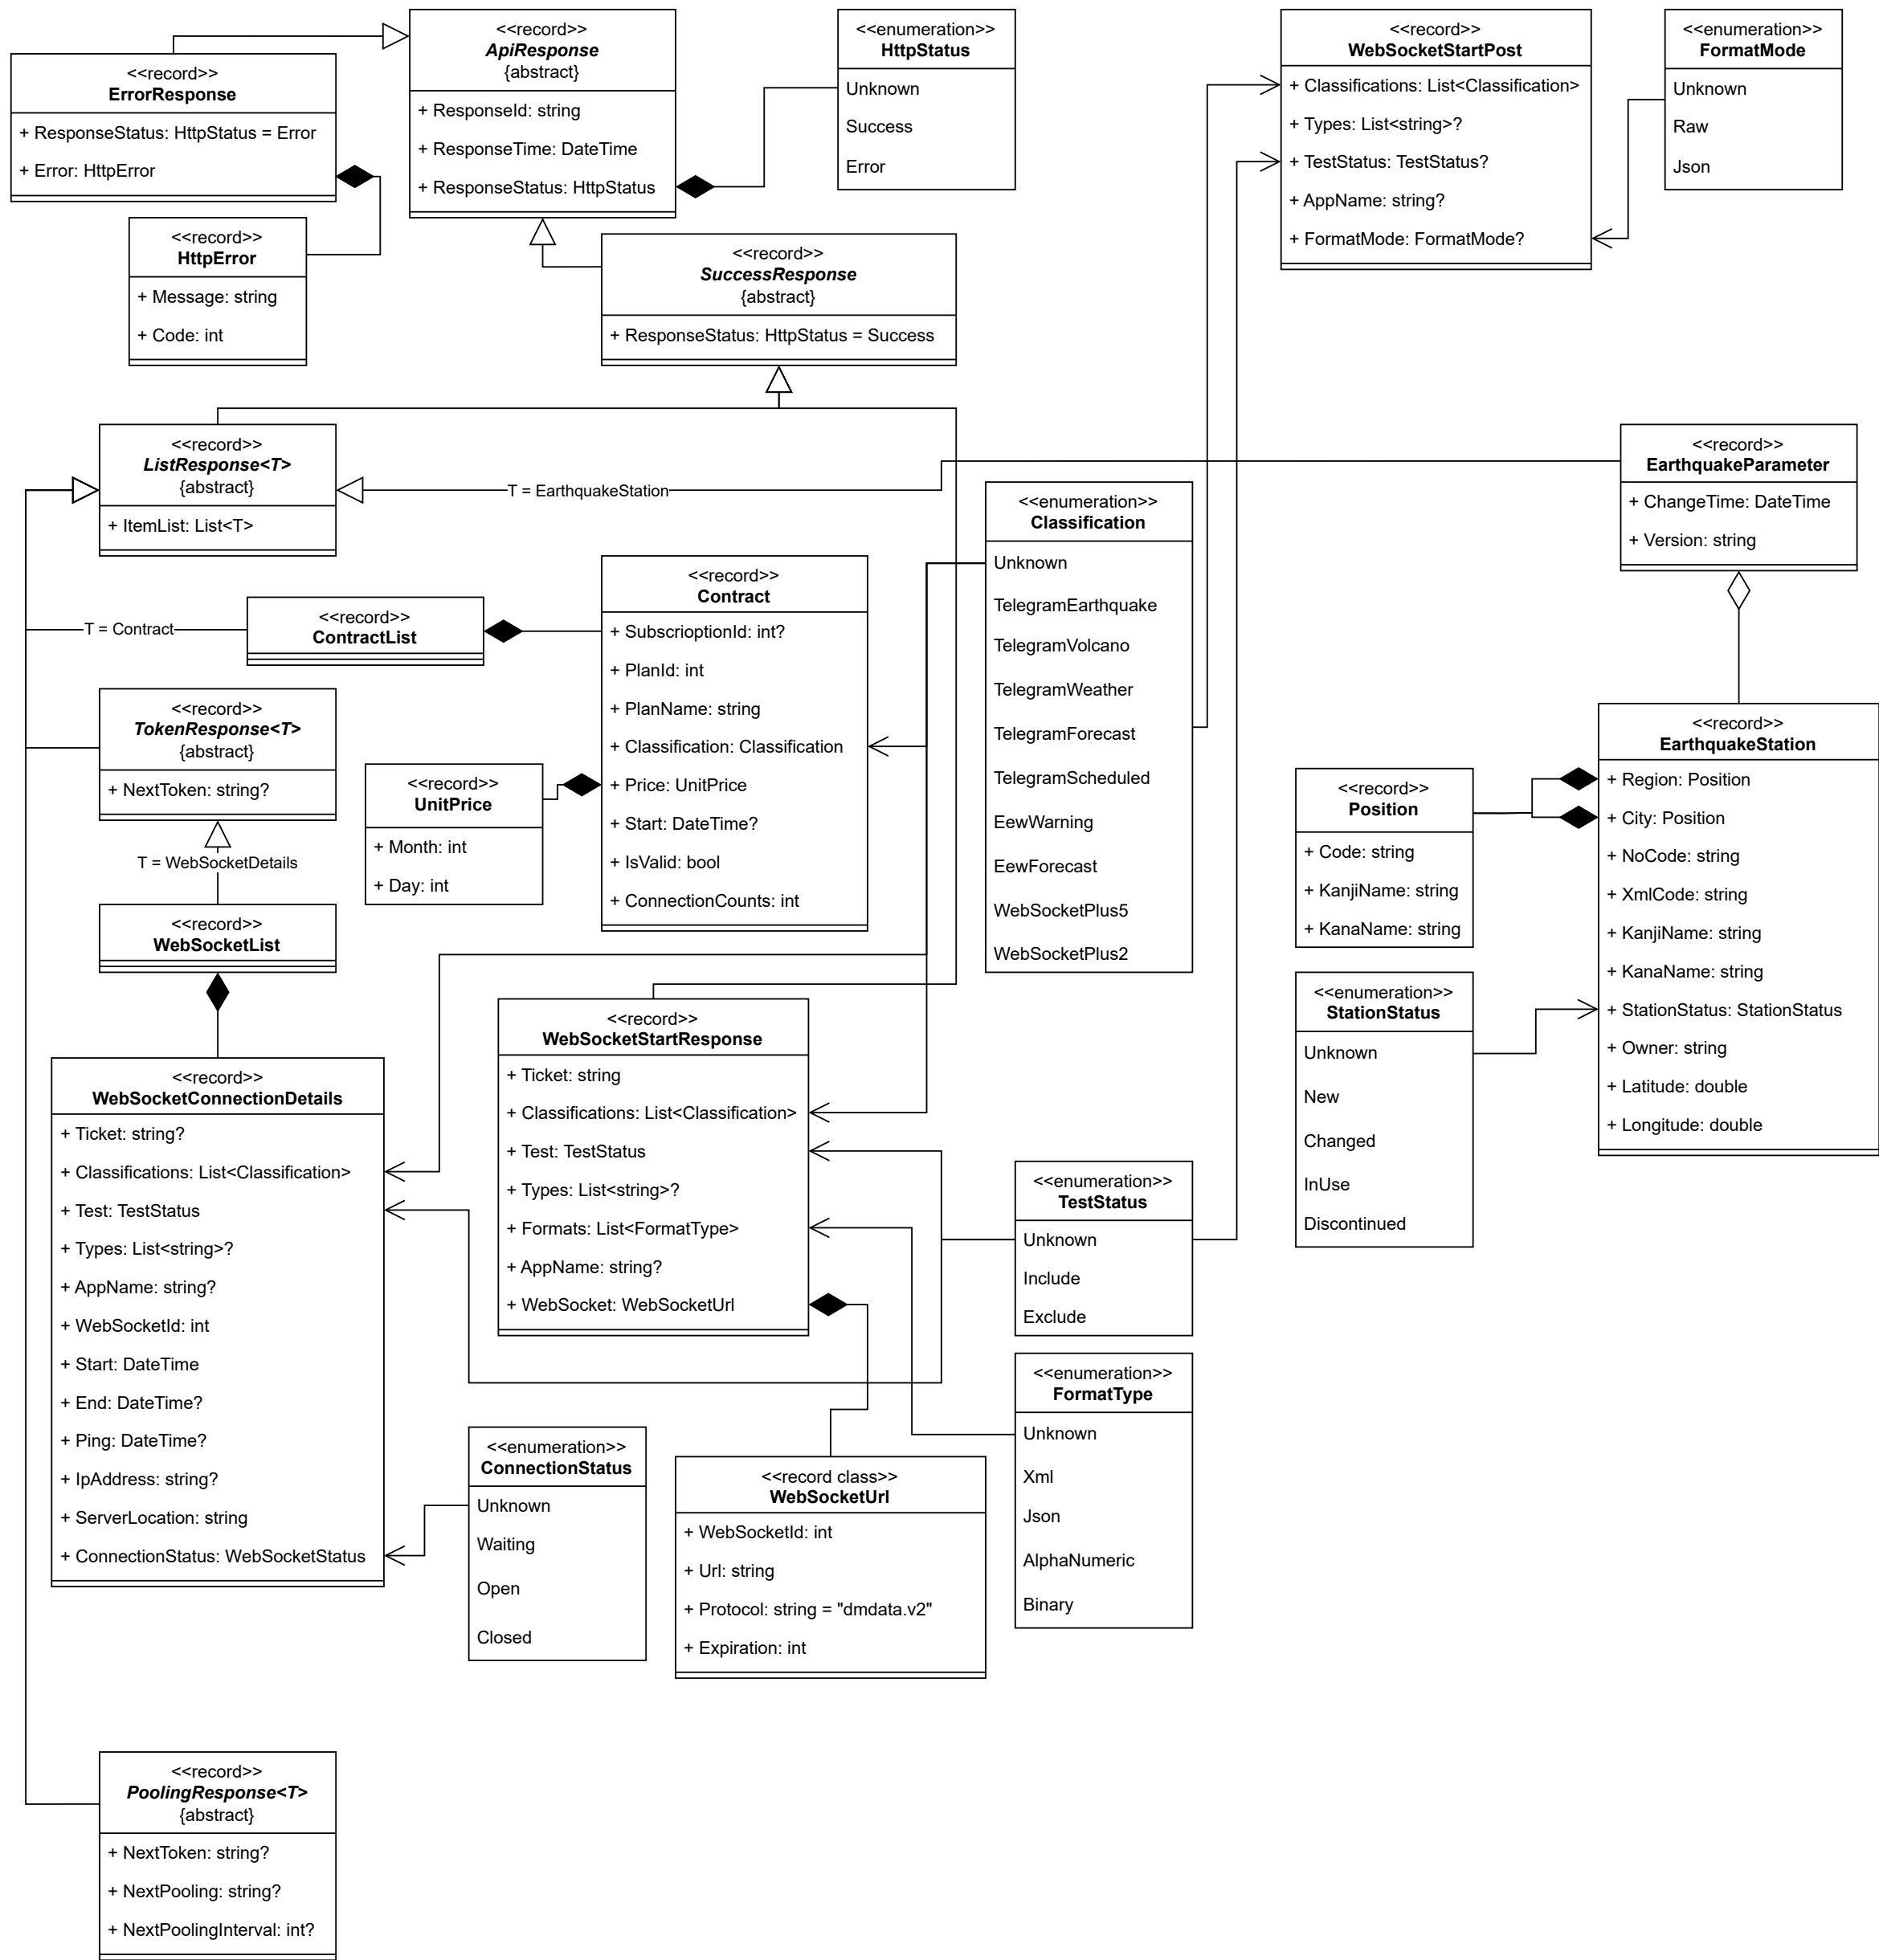 <<record>>
ErrorResponse
+ ResponseStatus: HttpStatus = Error
+ Error: HttpError
<<record>>
ApiResponse
{abstract}
+ ResponseId: string
+ ResponseTime: DateTime
+ ResponseStatus: HttpStatus
<<enumeration>>
HttpStatus
Unknown
Success
Error
<<record>>
WebSocketStartPost
+ Classifications: List<Classification>
+ Types: List<string>?
+ TestStatus: TestStatus?
+ AppName: string?
+ FormatMode: FormatMode?
<<enumeration>>
FormatMode
Unknown
Raw
Json
<<record>>
HttpError
+ Message: string
+ Code: int
<<record>>
SuccessResponse
{abstract}
+ ResponseStatus: HttpStatus = Success
<<record>>
ListResponse<T>
{abstract}
+ ItemList: List<T>
T = EarthquakeStation
<<record>>
EarthquakeParameter
+ ChangeTime: DateTime
+ Version: string
<<enumeration>>
Classification
Unknown
TelegramEarthquake
TelegramVolcano
TelegramWeather
TelegramForecast
TelegramScheduled
EewWarning
EewForecast
WebSocketPlus5
WebSocketPlus2
T = Contract
<<record>>
ContractList
<<record>>
Contract
+ SubscrioptionId: int?
+ PlanId: int
+ PlanName: string
+ Classification: Classification
+ Price: UnitPrice
+ Start: DateTime?
+ IsValid: bool
+ ConnectionCounts: int
<<record>>
TokenResponse<T>
{abstract}
+ NextToken: string?
<<record>>
UnitPrice
+ Month: int
+ Day: int
T = WebSocketDetails
<<record>>
WebSocketList
<<record>>
EarthquakeStation
+ Region: Position
+ City: Position
+ NoCode: string
+ XmlCode: string
+ KanjiName: string
+ KanaName: string
+ StationStatus: StationStatus
+ Owner: string
+ Latitude: double
+ Longitude: double
<<record>>
Position
+ Code: string
+ KanjiName: string
+ KanaName: string
<<enumeration>>
StationStatus
Unknown
New
Changed
InUse
Discontinued
<<record>>
WebSocketConnectionDetails
+ Ticket: string?
+ Classifications: List<Classification>
+ Test: TestStatus
+ Types: List<string>?
+ AppName: string?
+ WebSocketId: int
+ Start: DateTime
+ End: DateTime?
+ Ping: DateTime?
+ IpAddress: string?
+ ServerLocation: string
+ ConnectionStatus: WebSocketStatus
<<record>>
WebSocketStartResponse
+ Ticket: string
+ Classifications: List<Classification>
+ Test: TestStatus
+ Types: List<string>?
+ Formats: List<FormatType>
+ AppName: string?
+ WebSocket: WebSocketUrl
<<enumeration>>
TestStatus
Unknown
Include
Exclude
<<enumeration>>
FormatType
Unknown
Xml
Json
AlphaNumeric
Binary
<<enumeration>>
ConnectionStatus
Unknown
Waiting
Open
Closed
<<record class>>
WebSocketUrl
+ WebSocketId: int
+ Url: string
+ Protocol: string = "dmdata.v2"
+ Expiration: int
<<record>>
PoolingResponse<T>
{abstract}
+ NextToken: string?
+ NextPooling: string?
+ NextPoolingInterval: int?